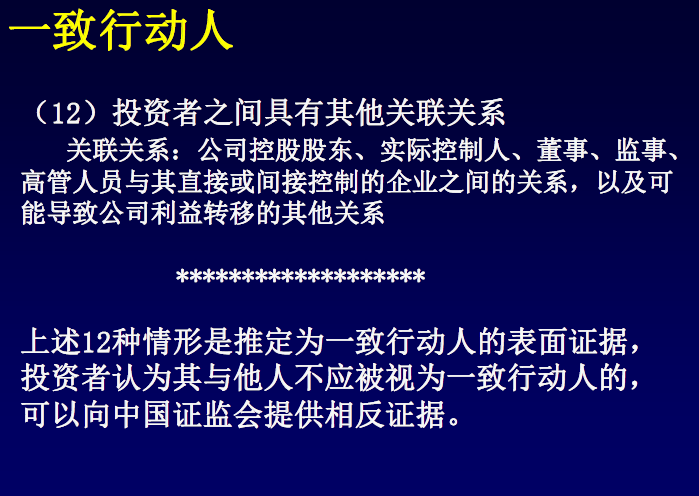 一致行动人
（12）投资者之间具有其他关联关系
关联关系：公司控股股东、实际控制人、董事、监事、
高管人员与其直接或间接控制的企业之间的关系，以及可
能导致公司利益转移的其他关系
*******************
上述12种情形是推定为一致行动人的表面证据，
投资者认为其与他人不应被视为一致行动人的，
可以向中国证监会提供相反证据。